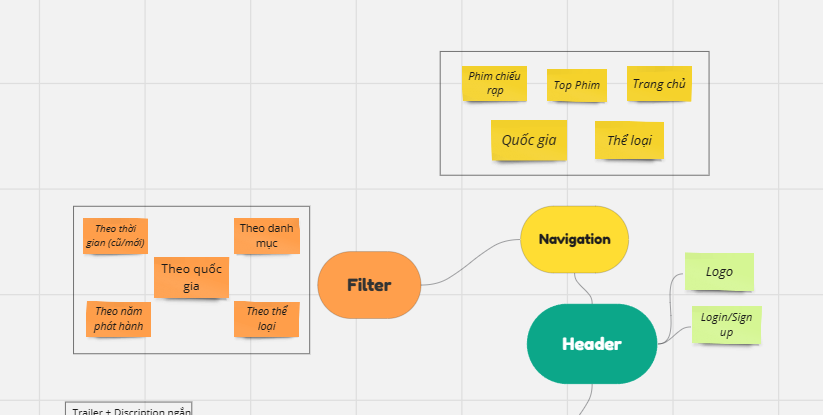 Phim chiếu
rạp
Top Phim
Trang chủ
Quốc gia
Thể loại
Theo thời
gian (cũ/mới)
Theo danh
mục
Theo quốc
gia
Theo năm
phát hành
Theo thể
loại
Filter
Navigation
Header
Logo
Login/Sign
up
Trailer + Discription ngắn